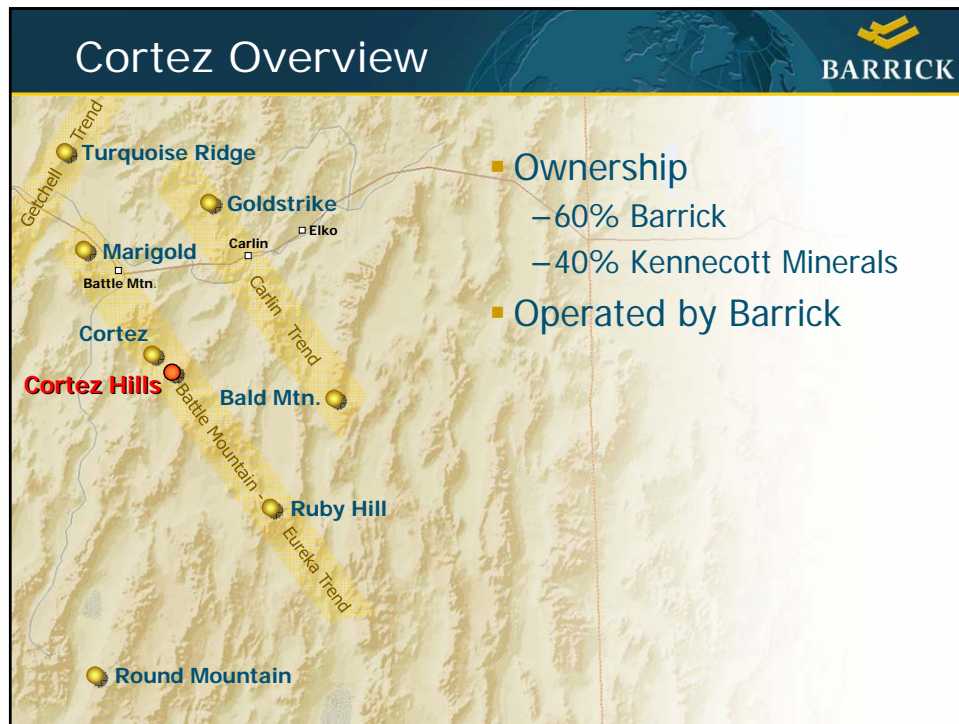 Cortez Overview
BARRICK
Getchell Trend
Turquoise Ridge
Goldstrike
Elko
Carlin
Marigold
Battle Mtn.
Carlin Trend
Cortez
Cortez Hills
Bald Mtn.
Battle Mountain - Eureka Trend
Ruby Hill
Round Mountain
Ownership
–60% Barrick
–40% Kennecott Minerals
Operated by Barrick